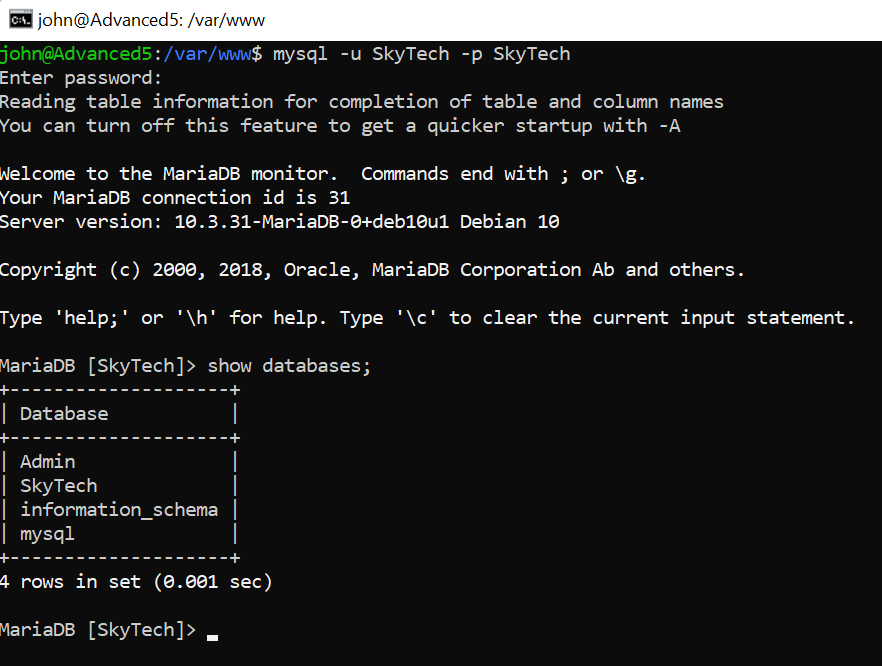 john@Advanced5: /var/www
john@Advanced5:/var/www$ mysql -u SkyTech -p SkyTech
Enter password:
Reading table information for completion of table and column names
You can turn off this feature to get a quicker startup with -A
Welcome to the MariaDB monitor.  Commands end with ; or \g.
Your MariaDB connection id is 31
Server version: 10.3.31-MariaDB-0+deb10u1 Debian 10
Copyright (c) 2000, 2018, Oracle, MariaDB Corporation Ab and others.
Type 'help;' or '\h' for help. Type '\c' to clear the current input statement.
MariaDB [SkyTech]> show databases;
+--------------------+
| Database           |
+--------------------+
| Admin              |
| SkyTech            |
| information_schema |
| mysql              |
+--------------------+
4 rows in set (0.001 sec)
MariaDB [SkyTech]>